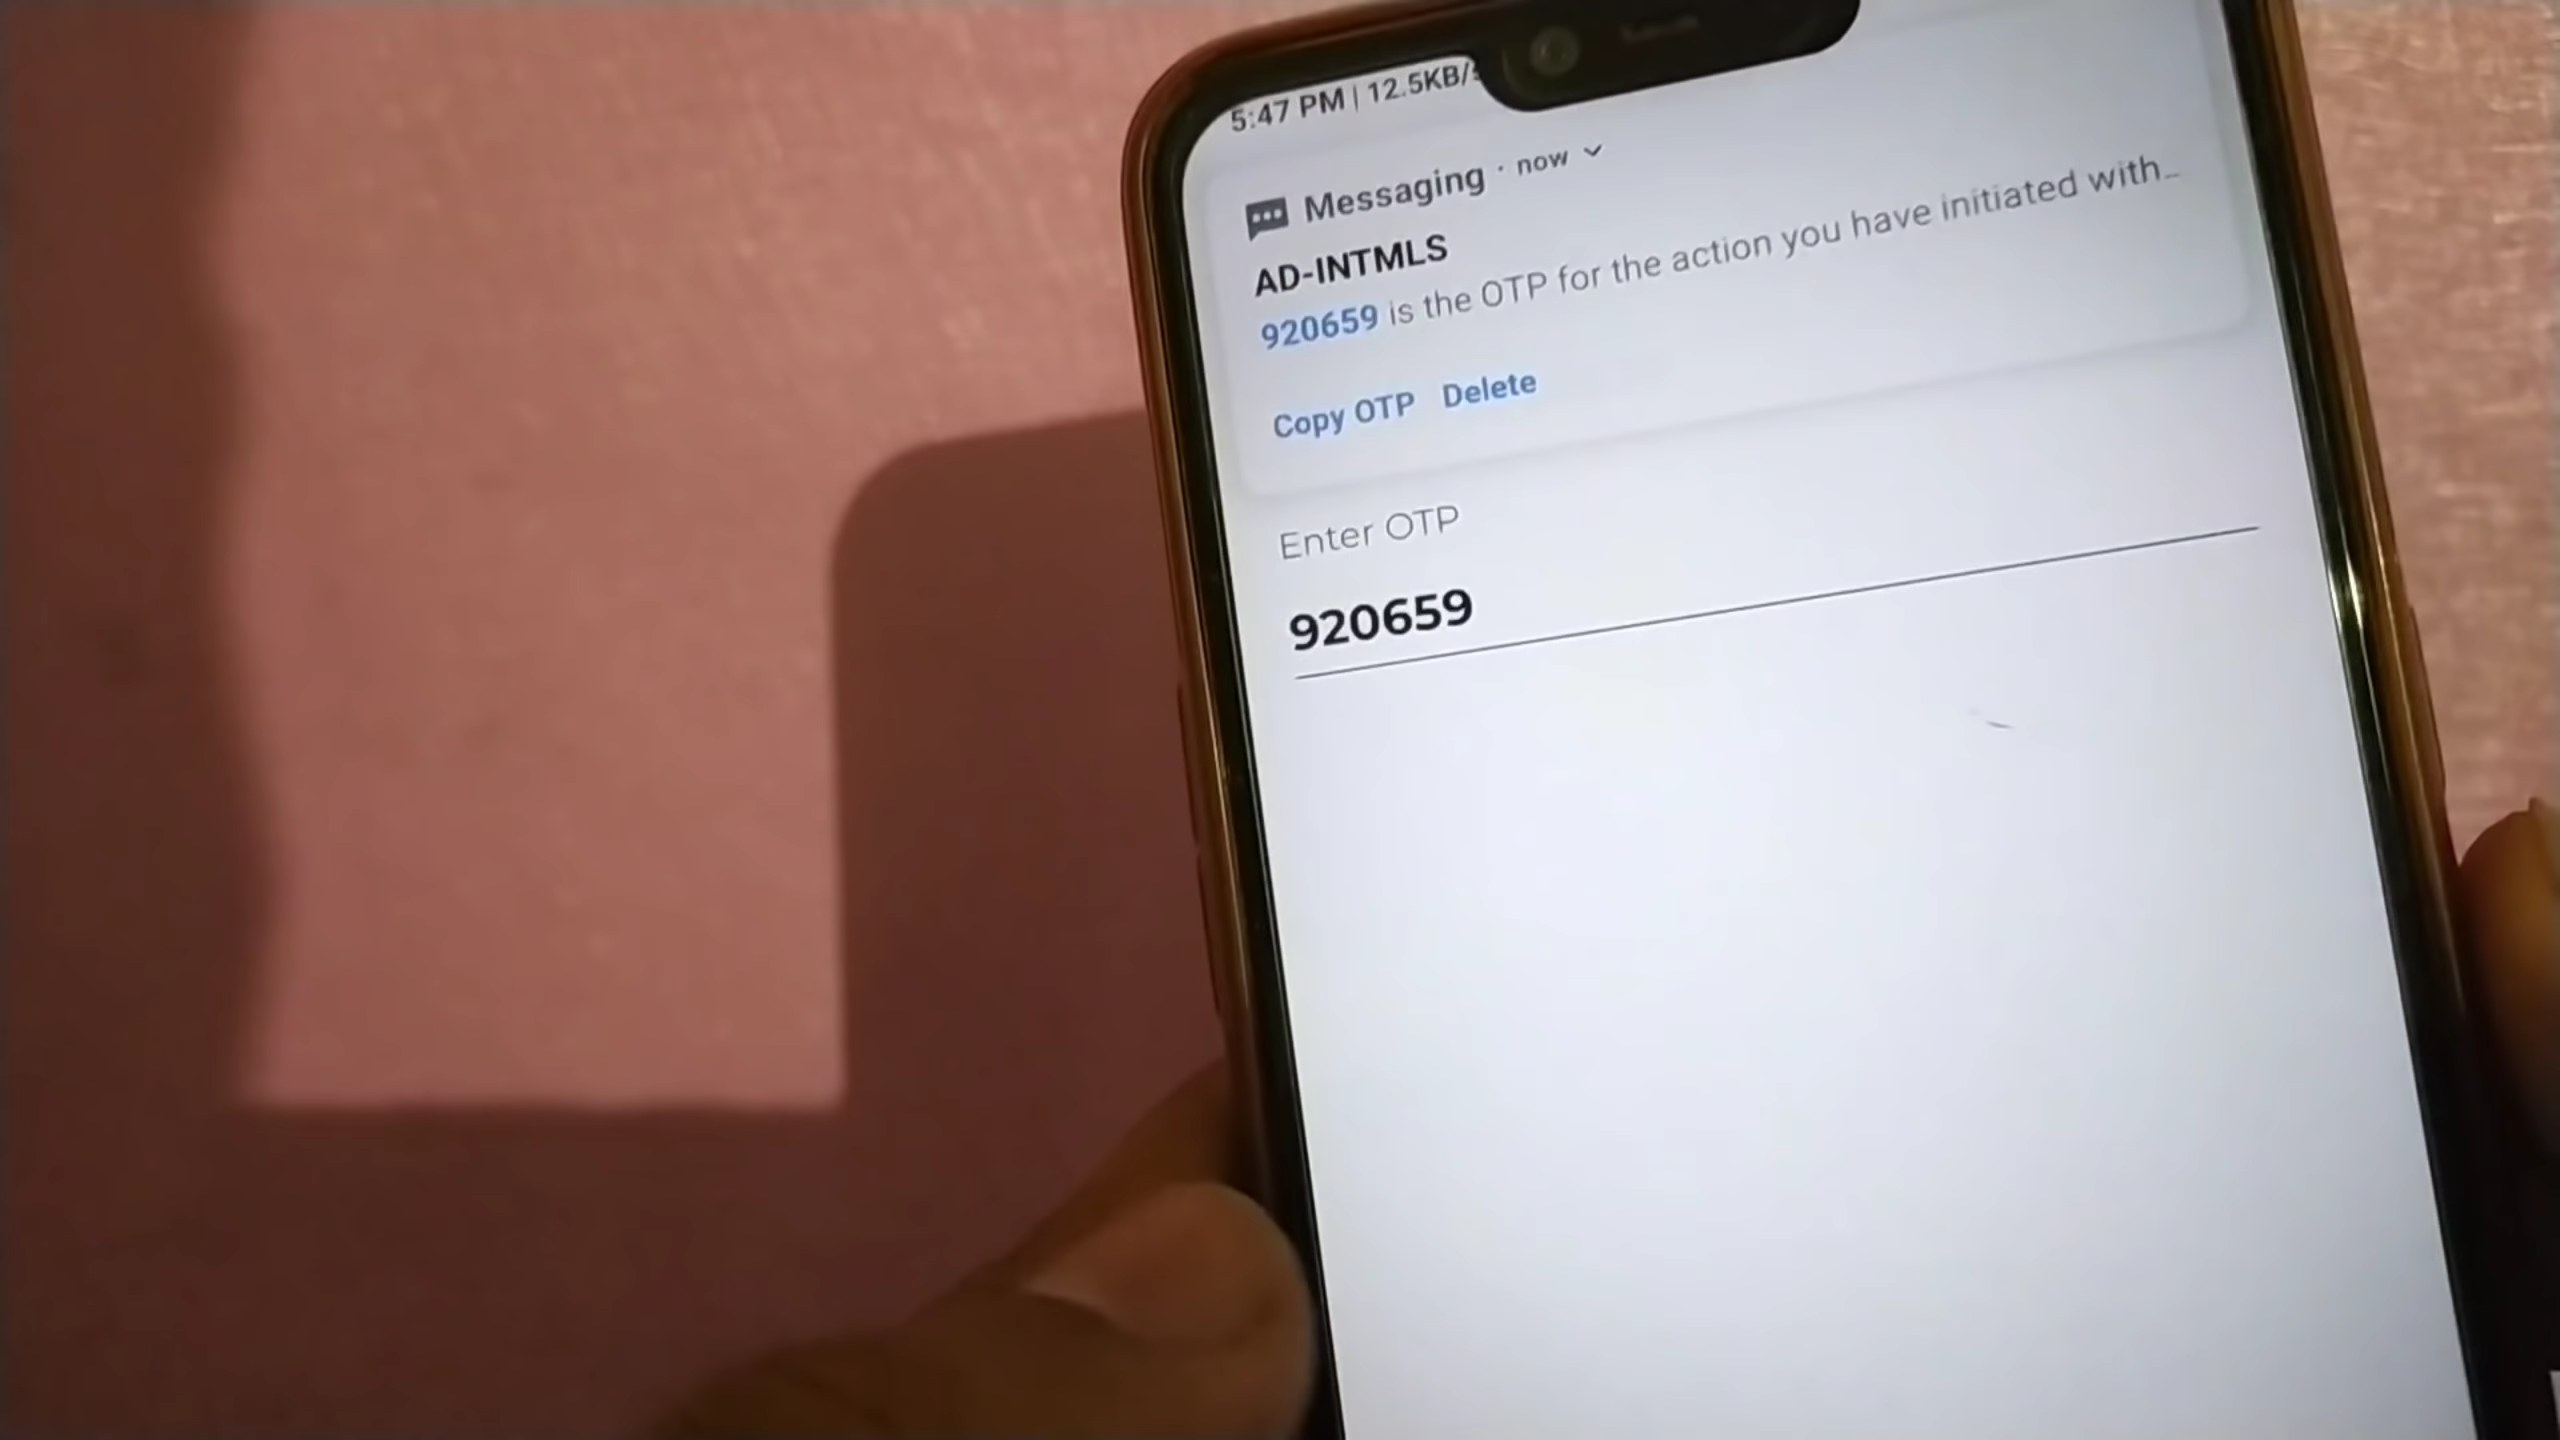 5:47 PM | 12.5KB/s
Messaging · now
AD-INTMLS
920659 is the OTP for the action you have initiated with...
Copy OTP Delete
Enter OTP
920659